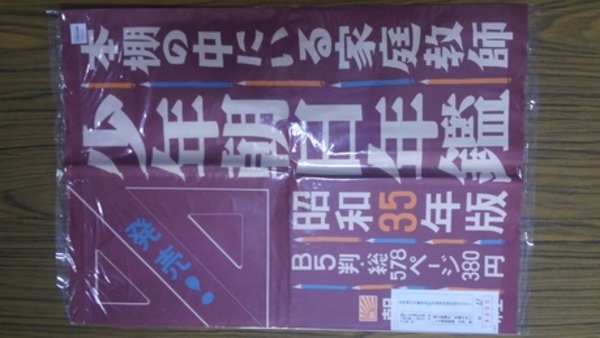 本棚の中にいる家庭教師
少年朝日年鑑
昭和35年版
B5判・総578ページ380円
発売!